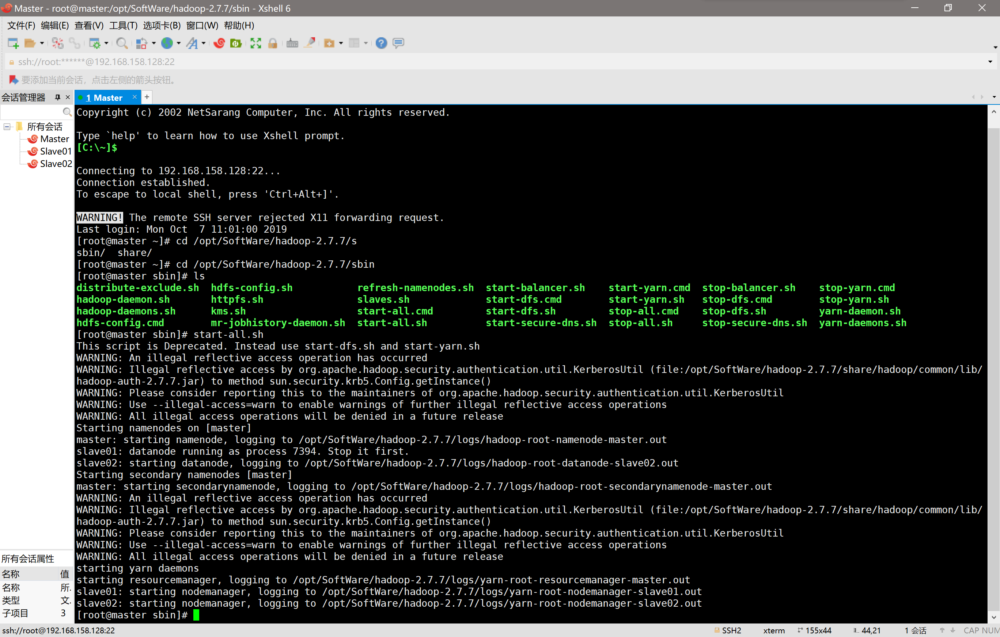 Master - root@master:/opt/SoftWare/hadoop-2.7.7/sbin - Xshell 6
文件(F) 编辑(E) 查看(V) 工具(T) 选项卡(B) 窗口(W) 帮助(H)
ssh://root:******@192.168.158.128:22
要添加当前会话，点击左侧的箭头按钮。
会话管理器
1 Master
所有会话
Master
Slave01
Slave02
Copyright (c) 2002 NetSarang Computer, Inc. All rights reserved.
Type `help' to learn how to use Xshell prompt.
[C:\~]$
Connecting to 192.168.158.128:22...
Connection established.
To escape to local shell, press 'Ctrl+Alt+]'.
WARNING! The remote SSH server rejected X11 forwarding request.
Last login: Mon Oct  7 11:01:00 2019
[root@master ~]# cd /opt/SoftWare/hadoop-2.7.7/s
sbin/  share/
[root@master ~]# cd /opt/SoftWare/hadoop-2.7.7/sbin
[root@master sbin]# ls
distribute-exclude.sh  hdfs-config.sh           refresh-namenodes.sh  start-balancer.sh    start-yarn.cmd  stop-balancer.sh    stop-yarn.cmd
hadoop-daemon.sh       httpfs.sh                slaves.sh             start-dfs.cmd        start-yarn.sh   stop-dfs.cmd        stop-yarn.sh
hadoop-daemons.sh      kms.sh                   start-all.cmd         start-dfs.sh         stop-all.cmd    stop-dfs.sh         yarn-daemon.sh
hdfs-config.cmd        mr-jobhistory-daemon.sh  start-all.sh          start-secure-dns.sh  stop-all.sh     stop-secure-dns.sh  yarn-daemons.sh
[root@master sbin]# start-all.sh
This script is Deprecated. Instead use start-dfs.sh and start-yarn.sh
WARNING: An illegal reflective access operation has occurred
WARNING: Illegal reflective access by org.apache.hadoop.security.authentication.util.KerberosUtil (file:/opt/SoftWare/hadoop-2.7.7/share/hadoop/common/lib/
hadoop-auth-2.7.7.jar) to method sun.security.krb5.Config.getInstance()
WARNING: Please consider reporting this to the maintainers of org.apache.hadoop.security.authentication.util.KerberosUtil
WARNING: Use --illegal-access=warn to enable warnings of further illegal reflective access operations
WARNING: All illegal access operations will be denied in a future release
Starting namenodes on [master]
master: starting namenode, logging to /opt/SoftWare/hadoop-2.7.7/logs/hadoop-root-namenode-master.out
slave01: datanode running as process 7394. Stop it first.
slave02: starting datanode, logging to /opt/SoftWare/hadoop-2.7.7/logs/hadoop-root-datanode-slave02.out
Starting secondary namenodes [master]
master: starting secondarynamenode, logging to /opt/SoftWare/hadoop-2.7.7/logs/hadoop-root-secondarynamenode-master.out
WARNING: An illegal reflective access operation has occurred
WARNING: Illegal reflective access by org.apache.hadoop.security.authentication.util.KerberosUtil (file:/opt/SoftWare/hadoop-2.7.7/share/hadoop/common/lib/
hadoop-auth-2.7.7.jar) to method sun.security.krb5.Config.getInstance()
WARNING: Please consider reporting this to the maintainers of org.apache.hadoop.security.authentication.util.KerberosUtil
WARNING: Use --illegal-access=warn to enable warnings of further illegal reflective access operations
WARNING: All illegal access operations will be denied in a future release
starting yarn daemons
starting resourcemanager, logging to /opt/SoftWare/hadoop-2.7.7/logs/yarn-root-resourcemanager-master.out
slave01: starting nodemanager, logging to /opt/SoftWare/hadoop-2.7.7/logs/yarn-root-nodemanager-slave01.out
slave02: starting nodemanager, logging to /opt/SoftWare/hadoop-2.7.7/logs/yarn-root-nodemanager-slave02.out
[root@master sbin]#
所有会话属性
名称 值
名称 所.
类型 文.
子项目 3
ssh://root@192.168.158.128:22 SSH2 xterm 155x44 44,21 1 会话 CAP NUM